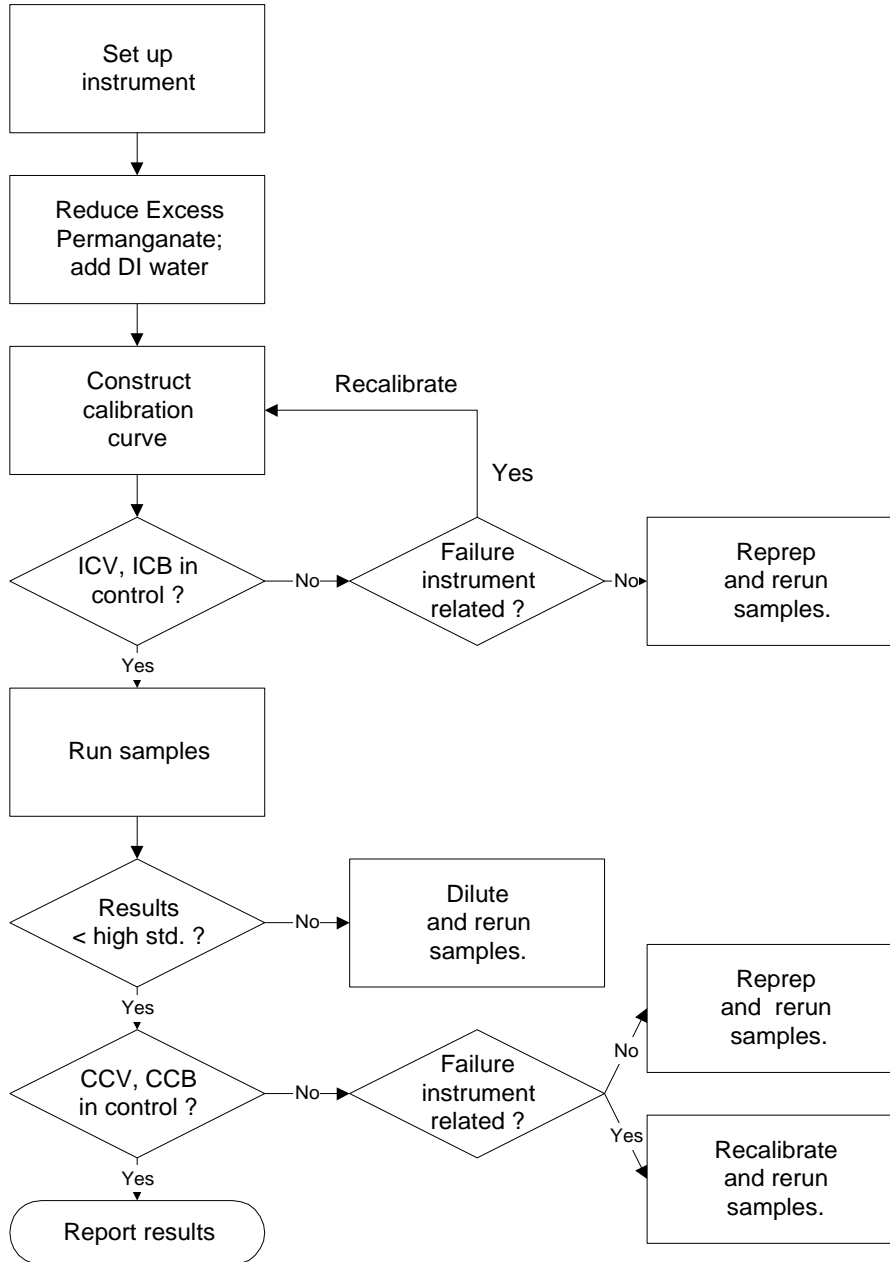 Set up
instrument
Reduce Excess
Permanganate;
add DI water
Construct
calibration
curve
Recalibrate
Yes
ICV, ICB in
control ?
No
Failure
instrument
related ?
No
Reprep
and rerun
samples.
Yes
Run samples
Results
< high std. ?
No
Dilute
and rerun
samples.
Yes
CCV, CCB
in control ?
No
Failure
instrument
related ?
No
Reprep
and rerun
samples.
Yes
Recalibrate
and rerun
samples.
Yes
Report results